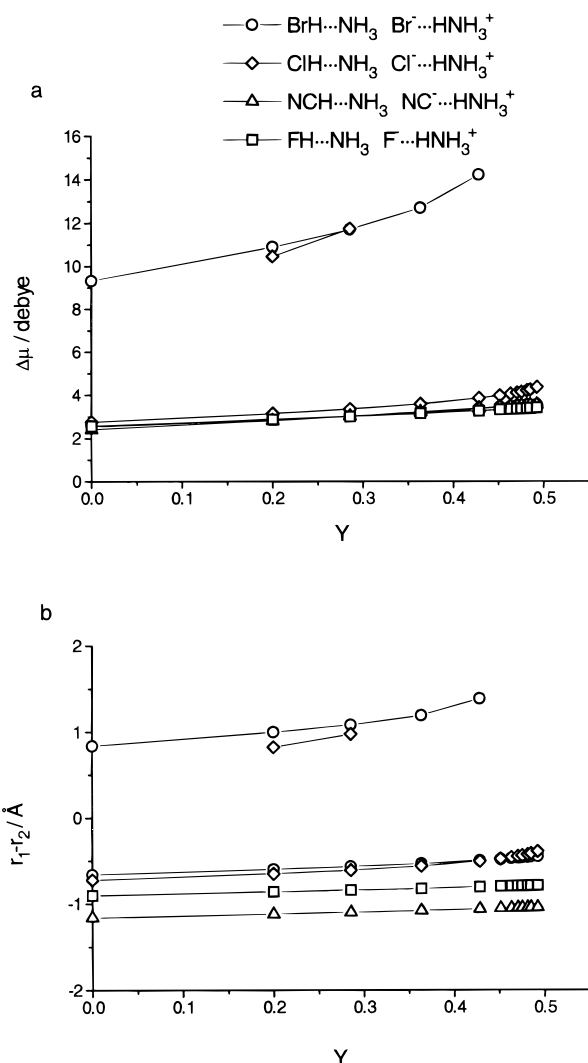 BrH···NH₃ Br⁻···HNH₃⁺
ClH···NH₃ Cl⁻···HNH₃⁺
NCH···NH₃ NC⁻···HNH₃⁺
FH···NH₃ F⁻···HNH₃⁺
a
16
14
12
10
8
6
4
2
0
Δμ / debye
0.0 0.1 0.2 0.3 0.4 0.5
Y
b
2
1
0
-1
-2
r₁-r₂/Å
0.0 0.1 0.2 0.3 0.4 0.5
Y